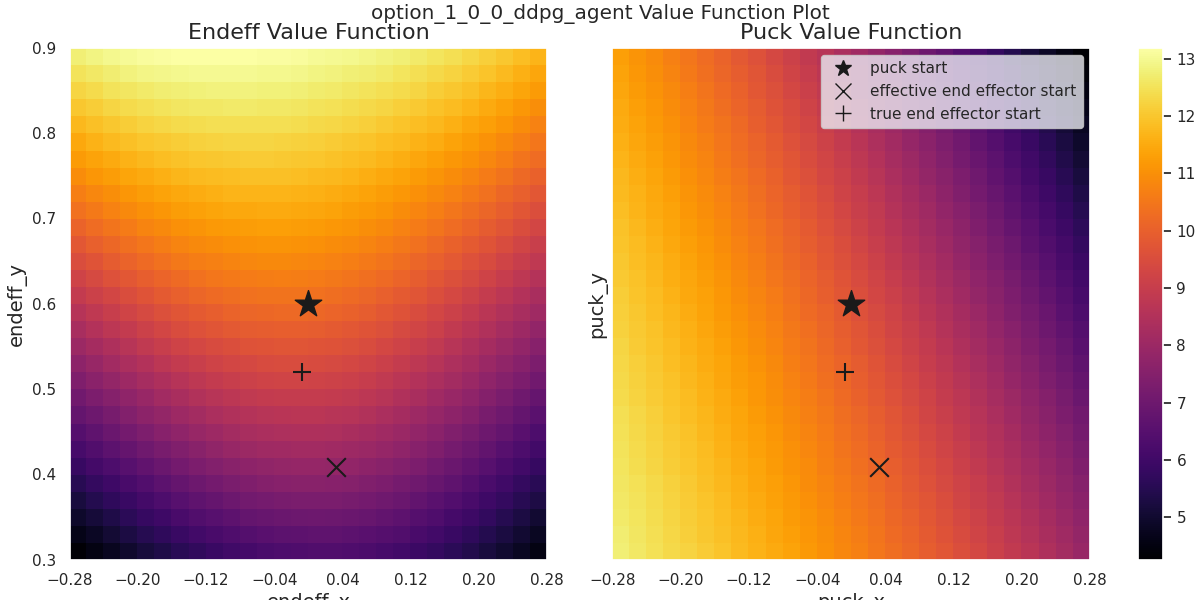 option_1_0_0_ddpg_agent Value Function Plot
Endeff Value Function
Puck Value Function
0.9
0.8
0.7
0.6
0.5
0.4
0.3
endeff_y
−0.28 −0.20 −0.12 −0.04 0.04 0.12 0.20 0.28
endeff_x
puck start
effective end effector start
true end effector start
puck_y
−0.28 −0.20 −0.12 −0.04 0.04 0.12 0.20 0.28
puck_x
13
12
11
10
9
8
7
6
5